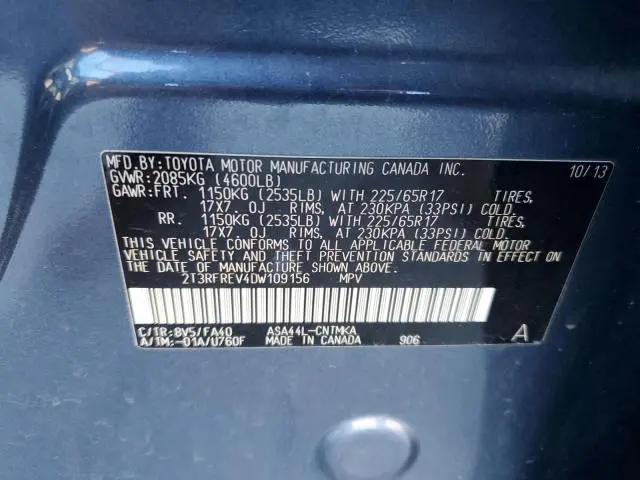 MFD.BY:TOYOTA MOTOR MANUFACTURING CANADA INC. 10/13
GVWR:2085KG (4600LB)
GAWR:FRT. 1150KG (2535LB) WITH 225/65R17 TIRES,
17X7.0J RIMS, AT 230KPA (33PSI) COLD.
RR. 1150KG (2535LB) WITH 225/65R17 TIRES,
17X7.0J RIMS, AT 230KPA (33PSI) COLD.
THIS VEHICLE CONFORMS TO ALL APPLICABLE FEDERAL MOTOR
VEHICLE SAFETY AND THEFT PREVENTION STANDARDS IN EFFECT ON
THE DATE OF MANUFACTURE SHOWN ABOVE.
2T3RFREV4DW109156 MPV
C/TR:8V5/FA40 ASA44L-CNTMKA A
A/TM:-01A/U760F MADE IN CANADA 906